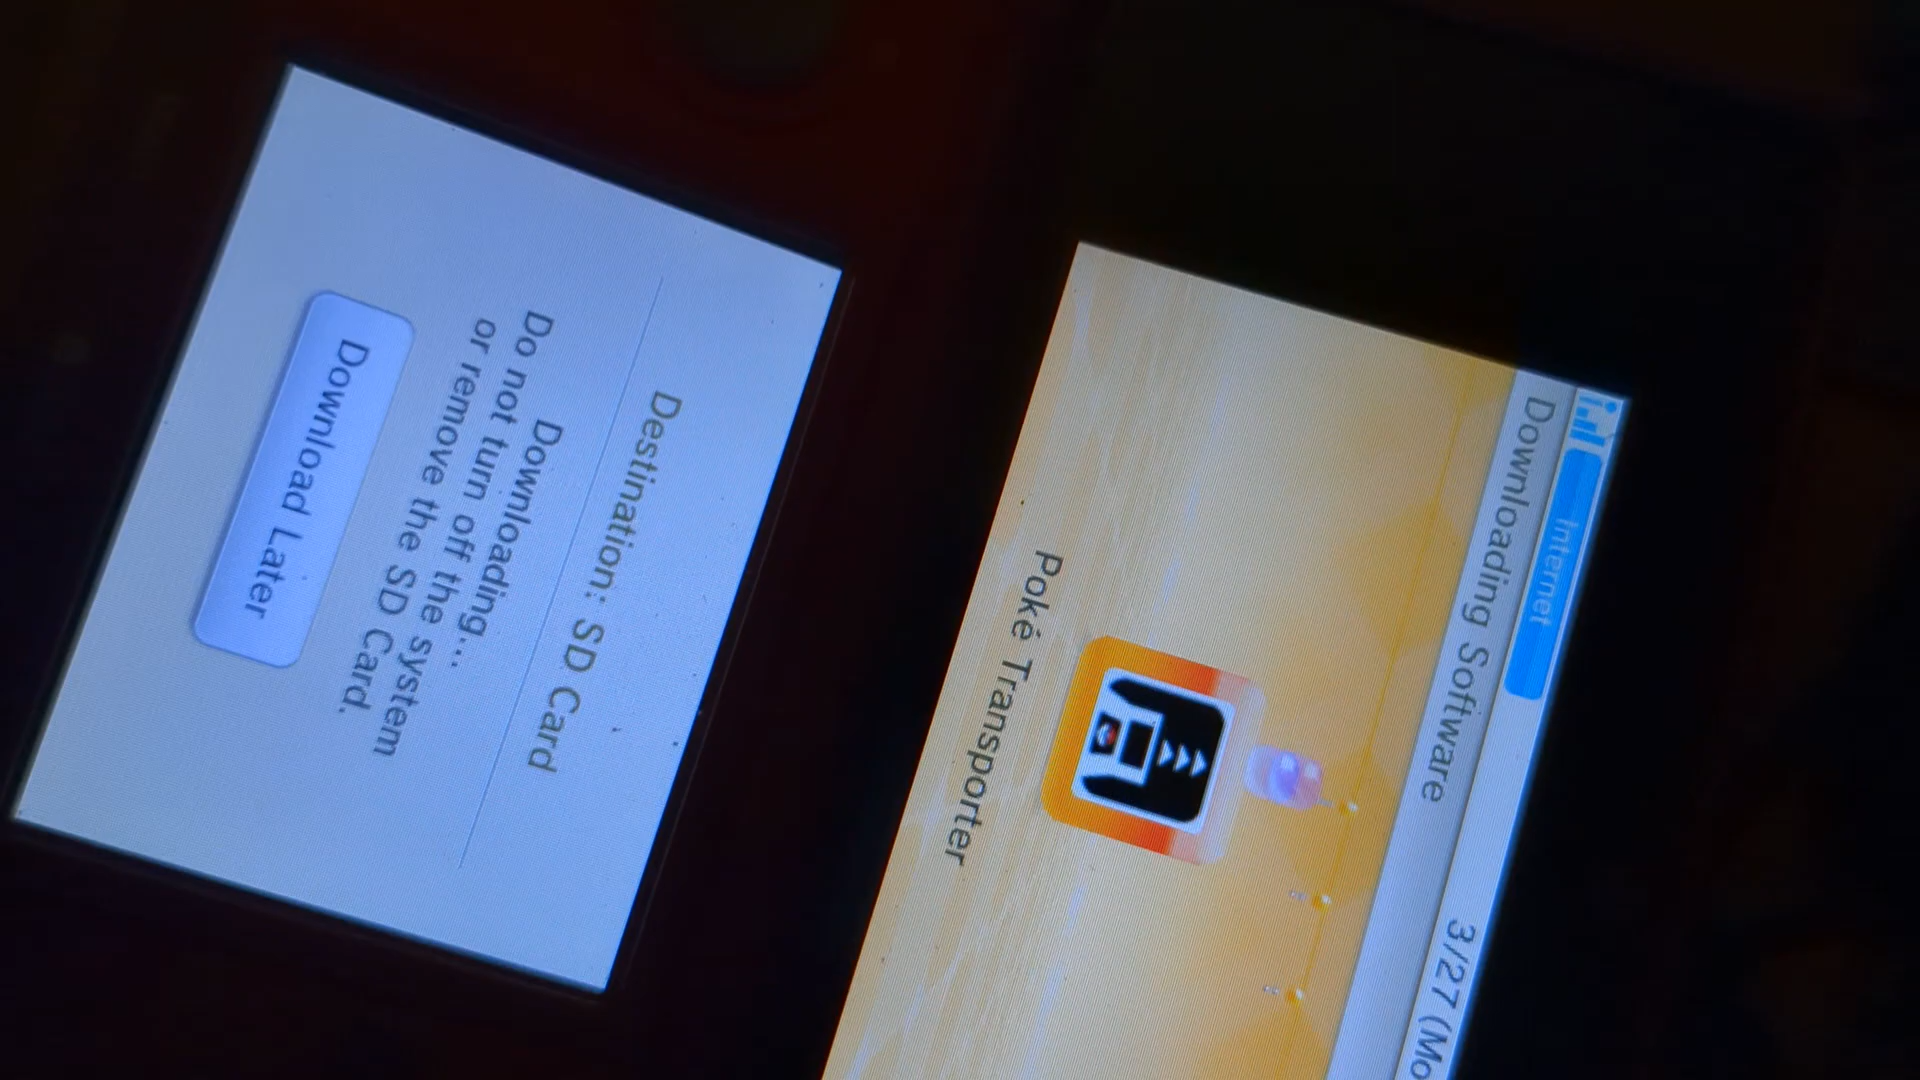 Internet
3/27 (Mo
Downloading Software
Poké Transporter
Destination: SD Card
Downloading...
Do not turn off the system
or remove the SD Card.
Download Later